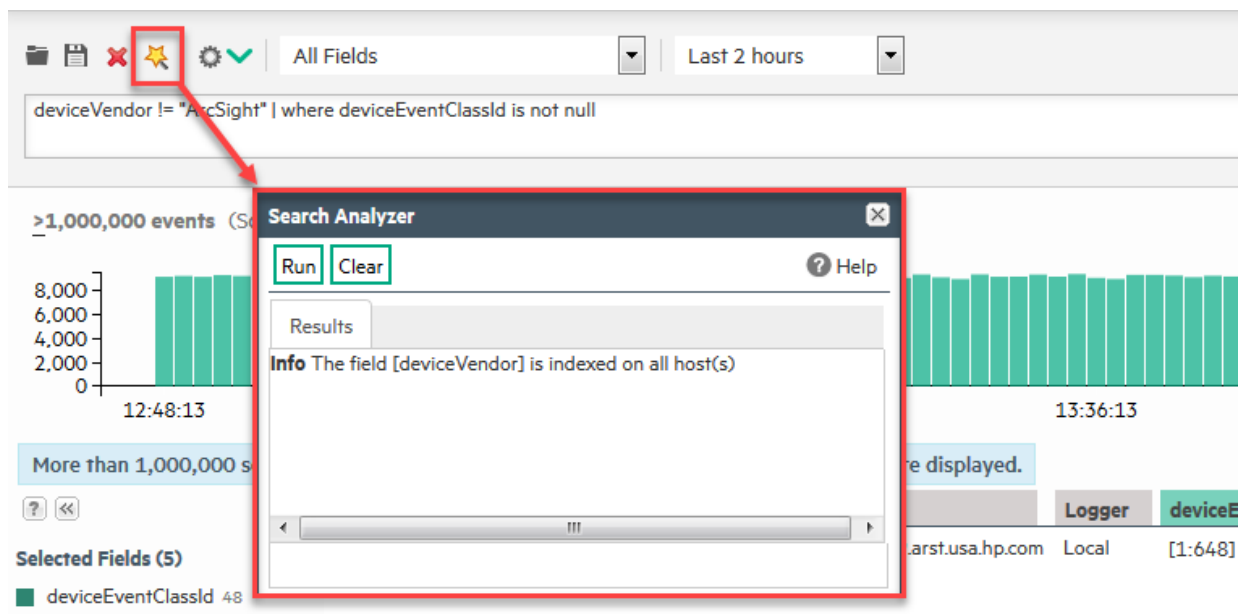 All Fields
Last 2 hours
deviceVendor != "ArcSight" | where deviceEventClassId is not null
>1,000,000 events
Search Analyzer
Run Clear
Help
8,000
6,000
4,000
2,000
0
Results
Info The field [deviceVendor] is indexed on all host(s)
12:48:13
13:36:13
More than 1,000,000 s
e displayed.
Logger deviceE
Selected Fields (5)
.arst.usa.hp.com Local [1:648]
deviceEventClassId 48